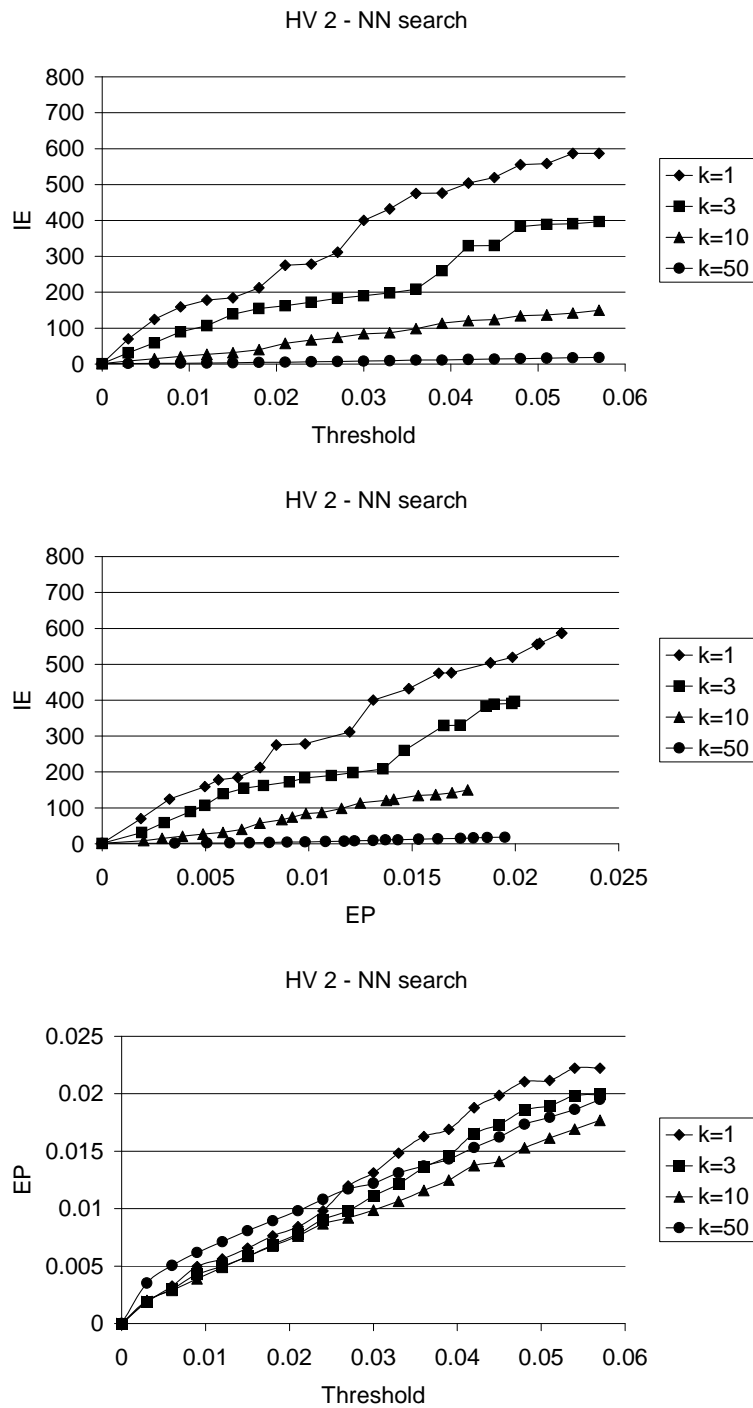 HV 2 - NN search
800
700
600
500
400
300
200
100
0
IE
0 0.01 0.02 0.03 0.04 0.05 0.06
Threshold
k=1
k=3
k=10
k=50
HV 2 - NN search
800
700
600
500
400
300
200
100
0
IE
0 0.005 0.01 0.015 0.02 0.025
EP
k=1
k=3
k=10
k=50
HV 2 - NN search
0.025
0.02
0.015
0.01
0.005
0
EP
0 0.01 0.02 0.03 0.04 0.05 0.06
Threshold
k=1
k=3
k=10
k=50